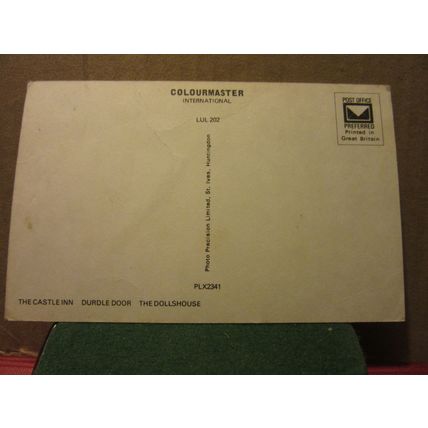 COLOURMASTER
INTERNATIONAL
LUL 202
POST OFFICE
PREFERRED
Printed in
Great Britain
Photo Precision Limited, St. Ives, Huntingdon
PLX2341
THE CASTLE INN DURDLE DOOR THE DOLLSHOUSE